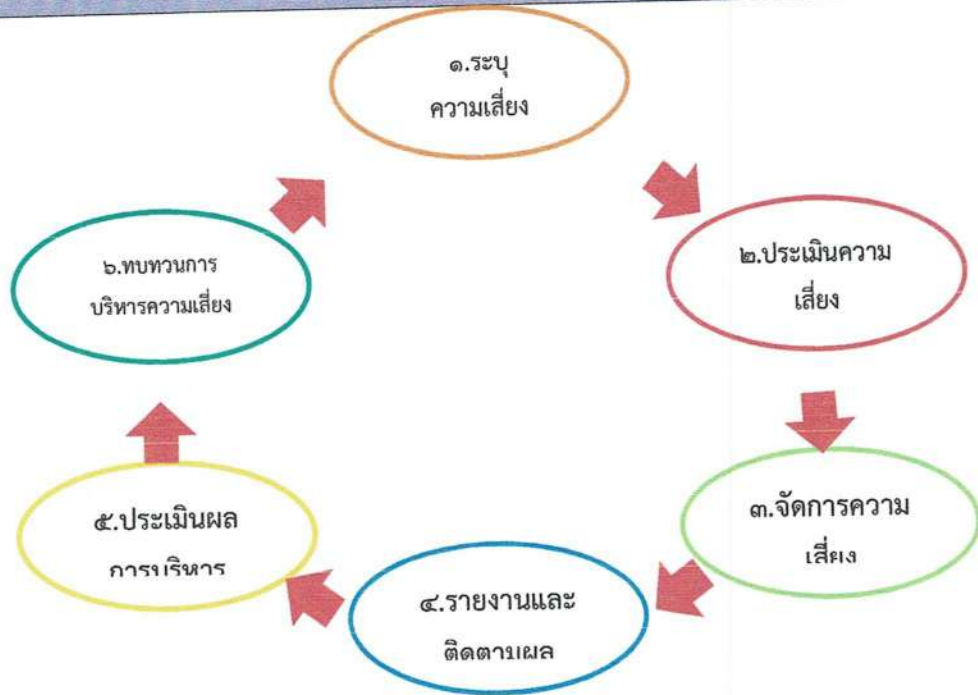 ๑.ระบุ
ความเสี่ยง
๒.ประเมินความ
เสี่ยง
๓.จัดการความ
เสี่ยง
๔.รายงานและ
ติดตามผล
๕.ประเมินผล
การบริหาร
๖.ทบทวนการ
บริหารความเสี่ยง